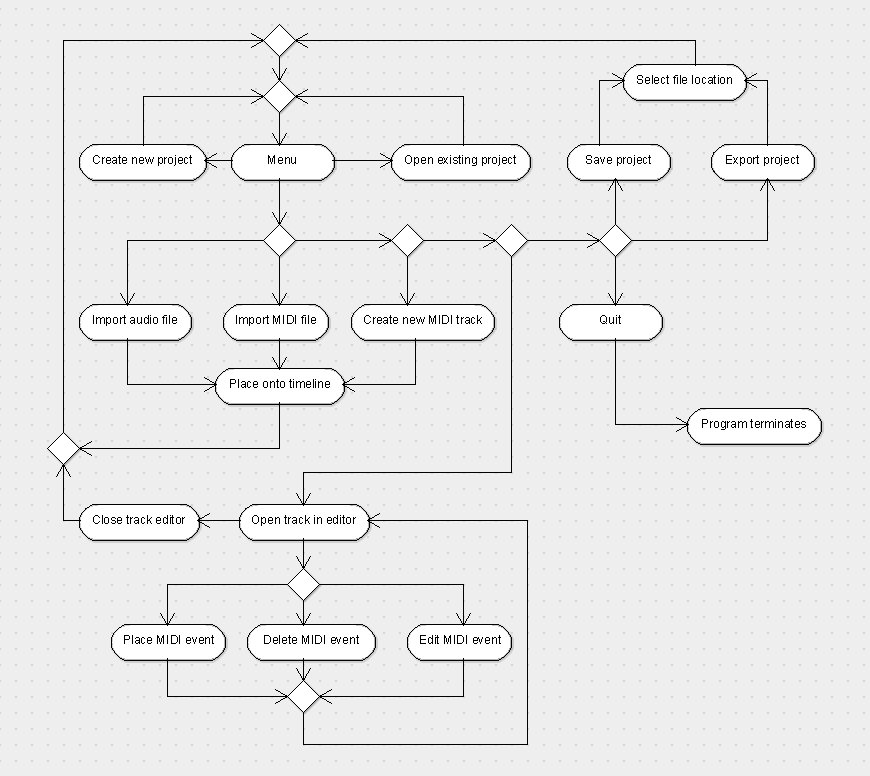 Select file location
Create new project
Menu
Open existing project
Save project
Export project
Import audio file
Import MIDI file
Create new MIDI track
Quit
Place onto timeline
Program terminates
Close track editor
Open track in editor
Place MIDI event
Delete MIDI event
Edit MIDI event